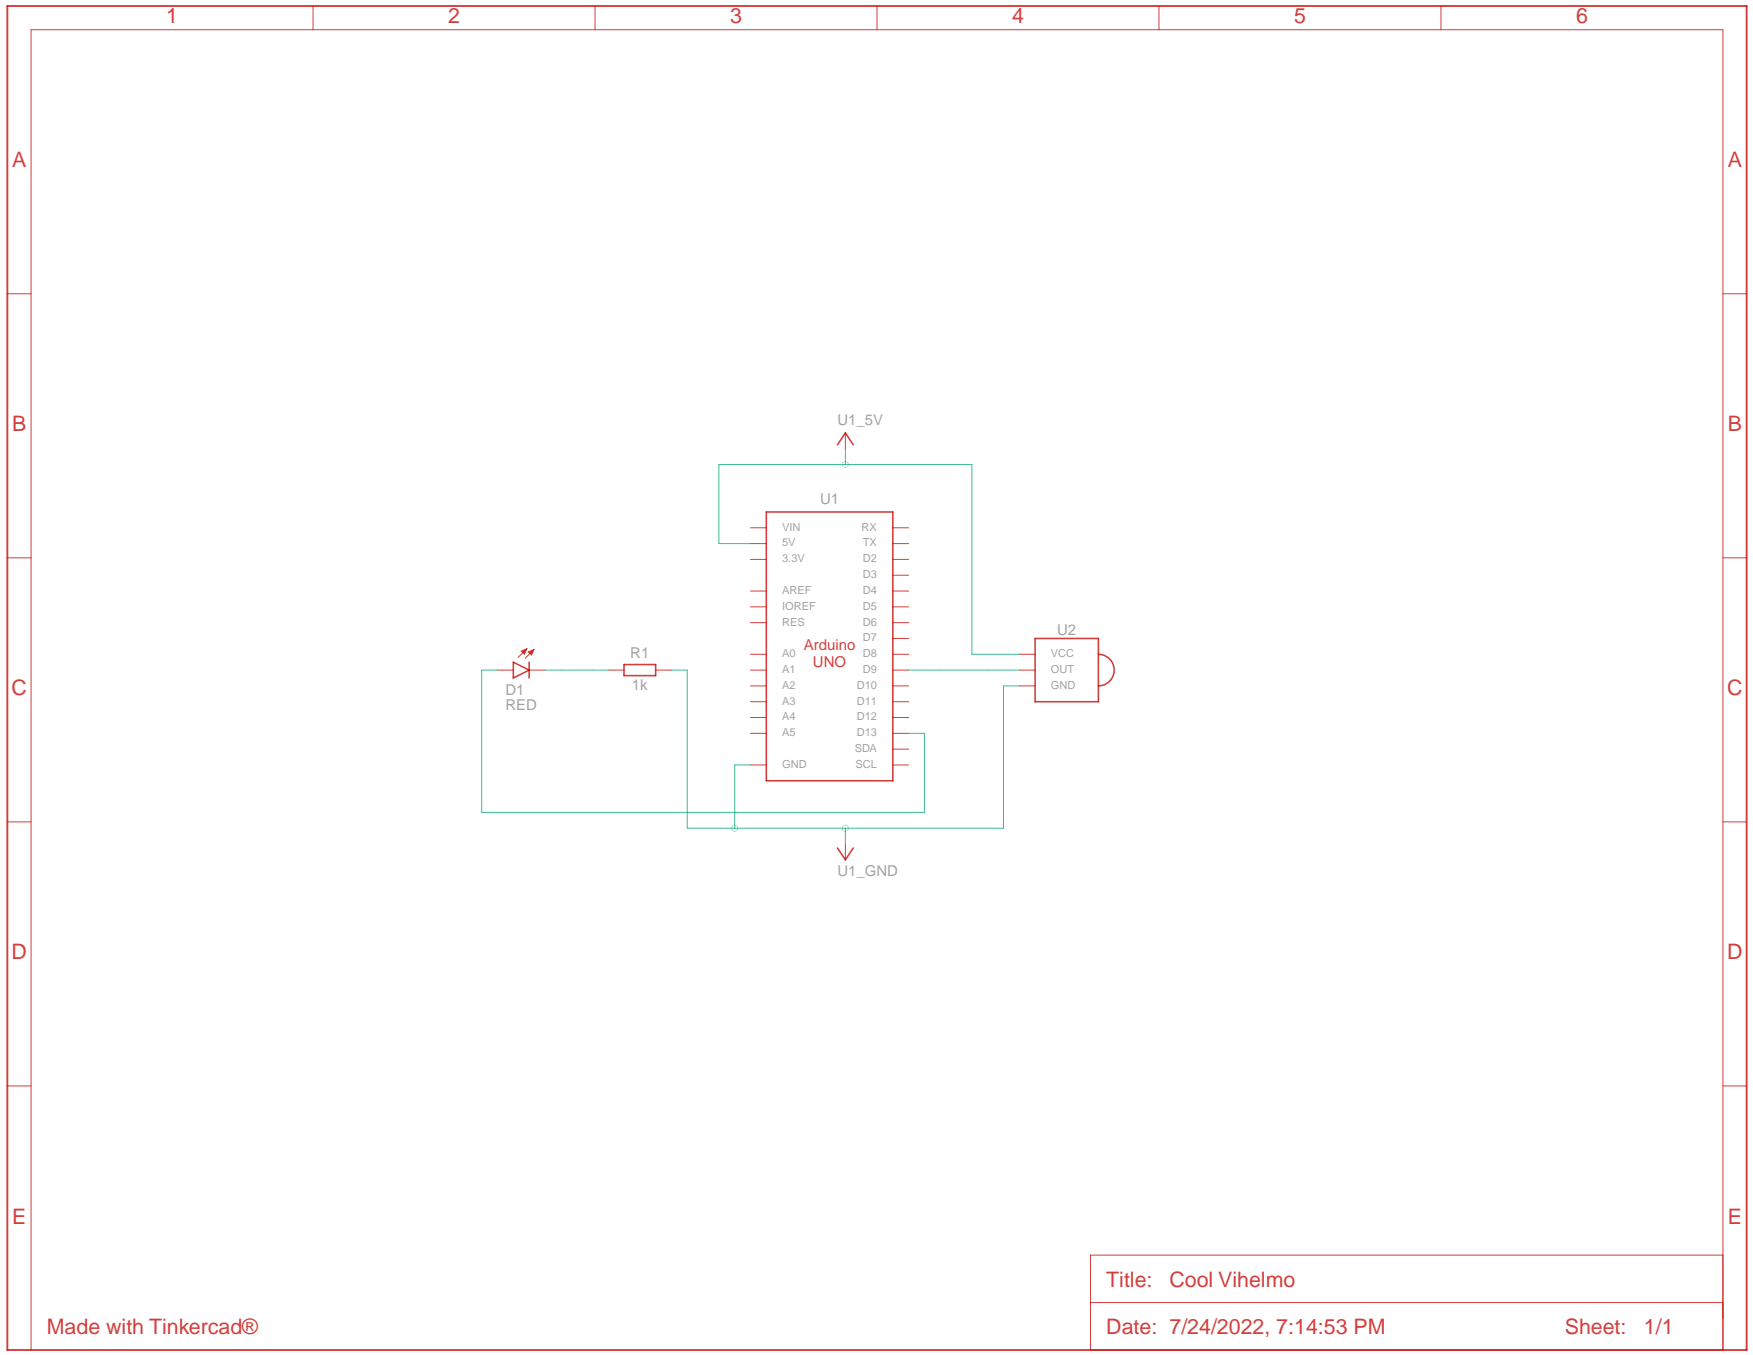 1 2 3 4 5 6
A A
B B
U1_5V
U1
VIN RX
5V TX
3.3V D2
D3
AREF D4
IOREF D5
RES D6
D7
Arduino
UNO
A0 D8
A1 D9
A2 D10
A3 D11
A4 D12
A5 D13
SDA
GND SCL
U2
VCC
OUT
GND
R1
1k
D1
RED
C C
U1_GND
D D
E E
Title: Cool Vihelmo
Date: 7/24/2022, 7:14:53 PM Sheet: 1/1
Made with Tinkercad®